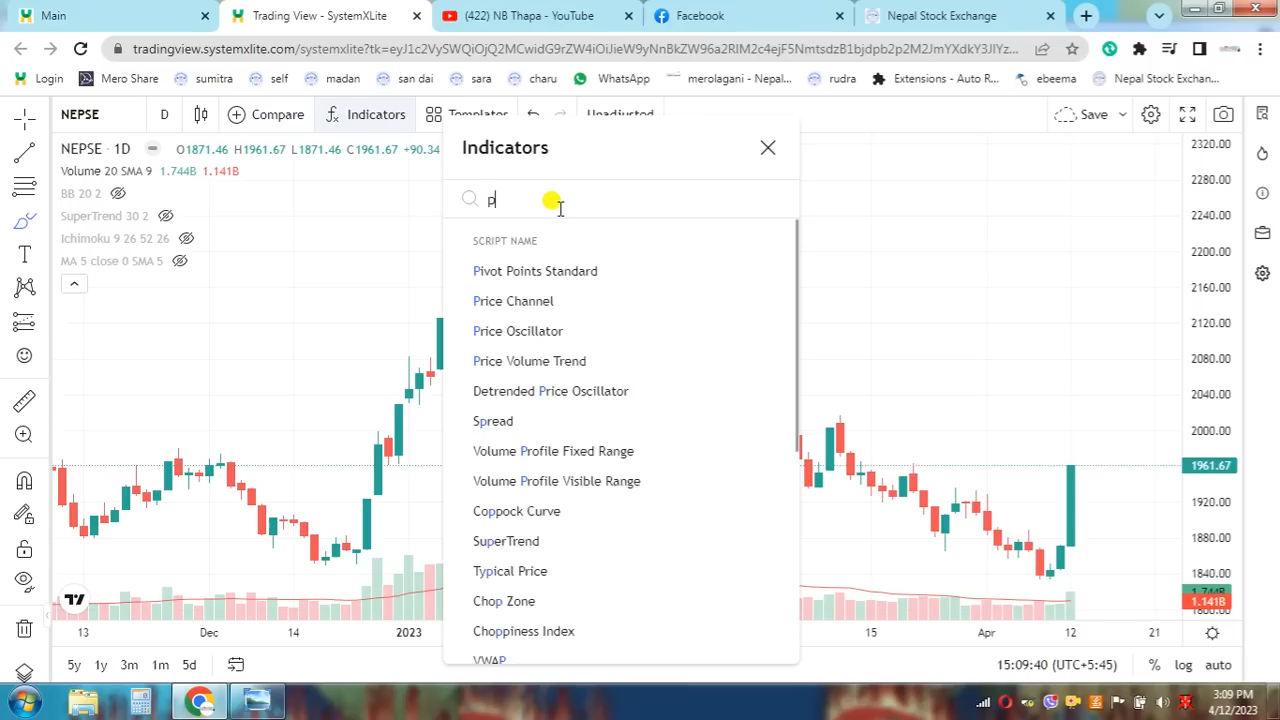 Main
Trading View - SystemXLite
(422) NB Thapa - YouTube
Facebook
Nepal Stock Exchange
tradingview.systemxlite.com/systemxlite?tk=
Login
Mero Share
sumitra
self
madan
san dai
sara
charu
WhatsApp
merolagani - Nepal...
rudra
Extensions - Auto R...
ebeema
Nepal Stock Exchan...
NEPSE
D
Compare
Indicators
Templates
Unadjusted
Save
NEPSE · 1D O1871.46 H1961.67 L1871.46 C1961.67 +90.34
Volume 20 SMA 9 1.744B 1.141B
BB 20 2
SuperTrend 30 2
Ichimoku 9 26 52 26
MA 5 close 0 SMA 5
Indicators
p
SCRIPT NAME
Pivot Points Standard
Price Channel
Price Oscillator
Price Volume Trend
Detrended Price Oscillator
Spread
Volume Profile Fixed Range
Volume Profile Visible Range
Coppock Curve
SuperTrend
Typical Price
Chop Zone
Choppiness Index
VWAP
2320.00
2280.00
2240.00
2200.00
2160.00
2120.00
2080.00
2040.00
2000.00
1961.67
1920.00
1880.00
1840.00
1.744B
1.141B
1800.00
13
Dec
14
2023
15
Apr
12
21
5y
1y
3m
1m
5d
15:09:40 (UTC+5:45)
%
log
auto
3:09 PM
4/12/2023